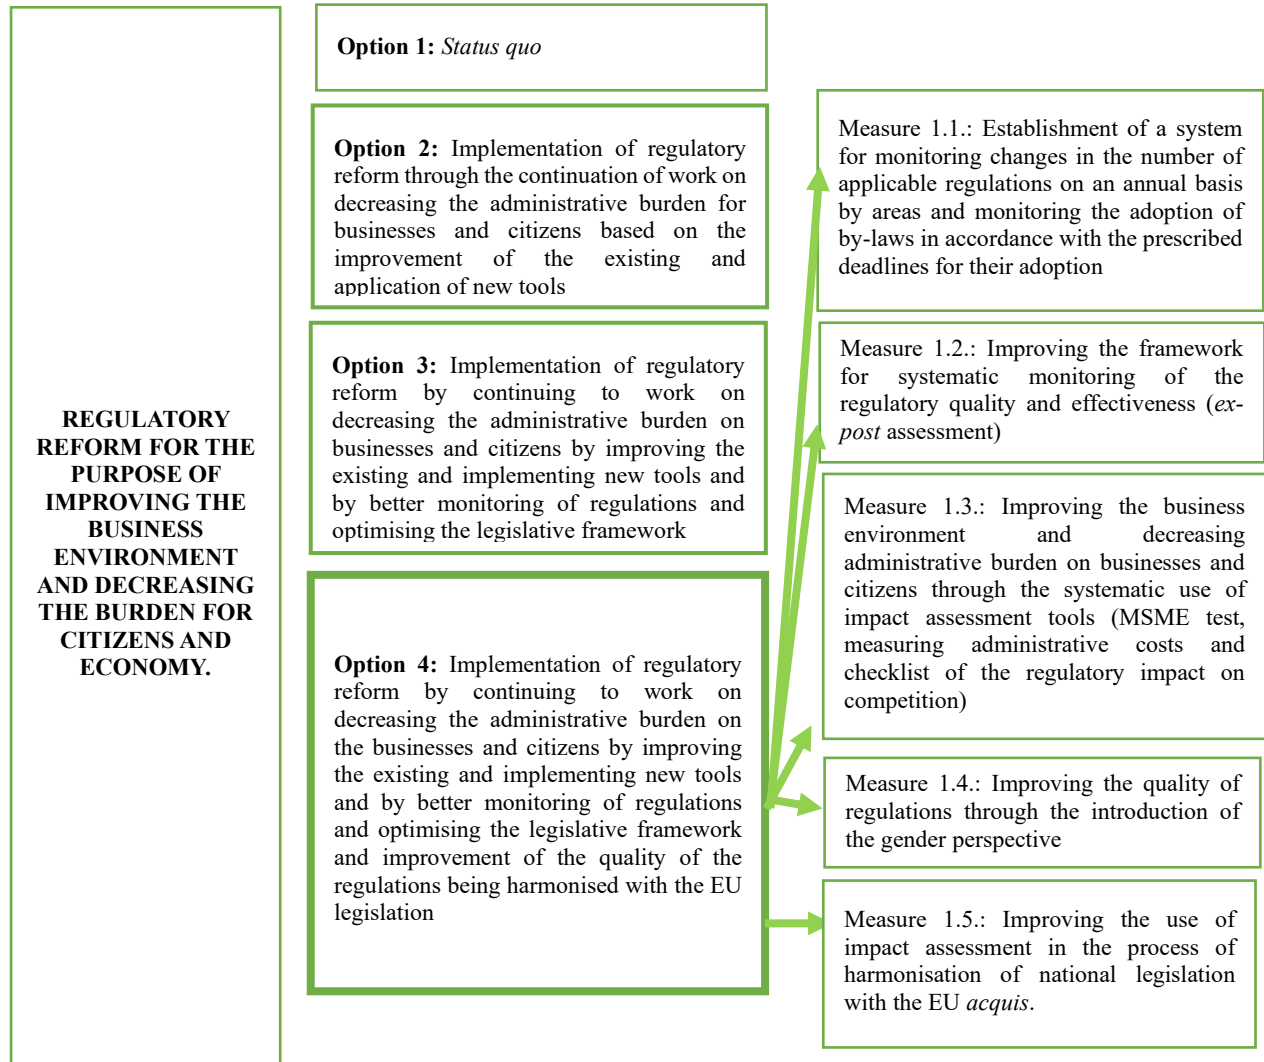 REGULATORY
REFORM FOR THE
PURPOSE OF
IMPROVING THE
BUSINESS
ENVIRONMENT
AND DECREASING
THE BURDEN FOR
CITIZENS AND
ECONOMY.
Option 1: Status quo
Option 2: Implementation of regulatory
reform through the continuation of work on
decreasing the administrative burden for
businesses and citizens based on the
improvement of the existing and
application of new tools
Option 3: Implementation of regulatory
reform by continuing to work on
decreasing the administrative burden on
businesses and citizens by improving the
existing and implementing new tools and
by better monitoring of regulations and
optimising the legislative framework
Option 4: Implementation of regulatory
reform by continuing to work on
decreasing the administrative burden on
the businesses and citizens by improving
the existing and implementing new tools
and by better monitoring of regulations
and optimising the legislative framework
and improvement of the quality of the
regulations being harmonised with the EU
legislation
Measure 1.1.: Establishment of a system
for monitoring changes in the number of
applicable regulations on an annual basis
by areas and monitoring the adoption of
by-laws in accordance with the prescribed
deadlines for their adoption
Measure 1.2.: Improving the framework
for systematic monitoring of the
regulatory quality and effectiveness (ex-
post assessment)
Measure 1.3.: Improving the business
environment and decreasing
administrative burden on businesses and
citizens through the systematic use of
impact assessment tools (MSME test,
measuring administrative costs and
checklist of the regulatory impact on
competition)
Measure 1.4.: Improving the quality of
regulations through the introduction of
the gender perspective
Measure 1.5.: Improving the use of
impact assessment in the process of
harmonisation of national legislation
with the EU acquis.